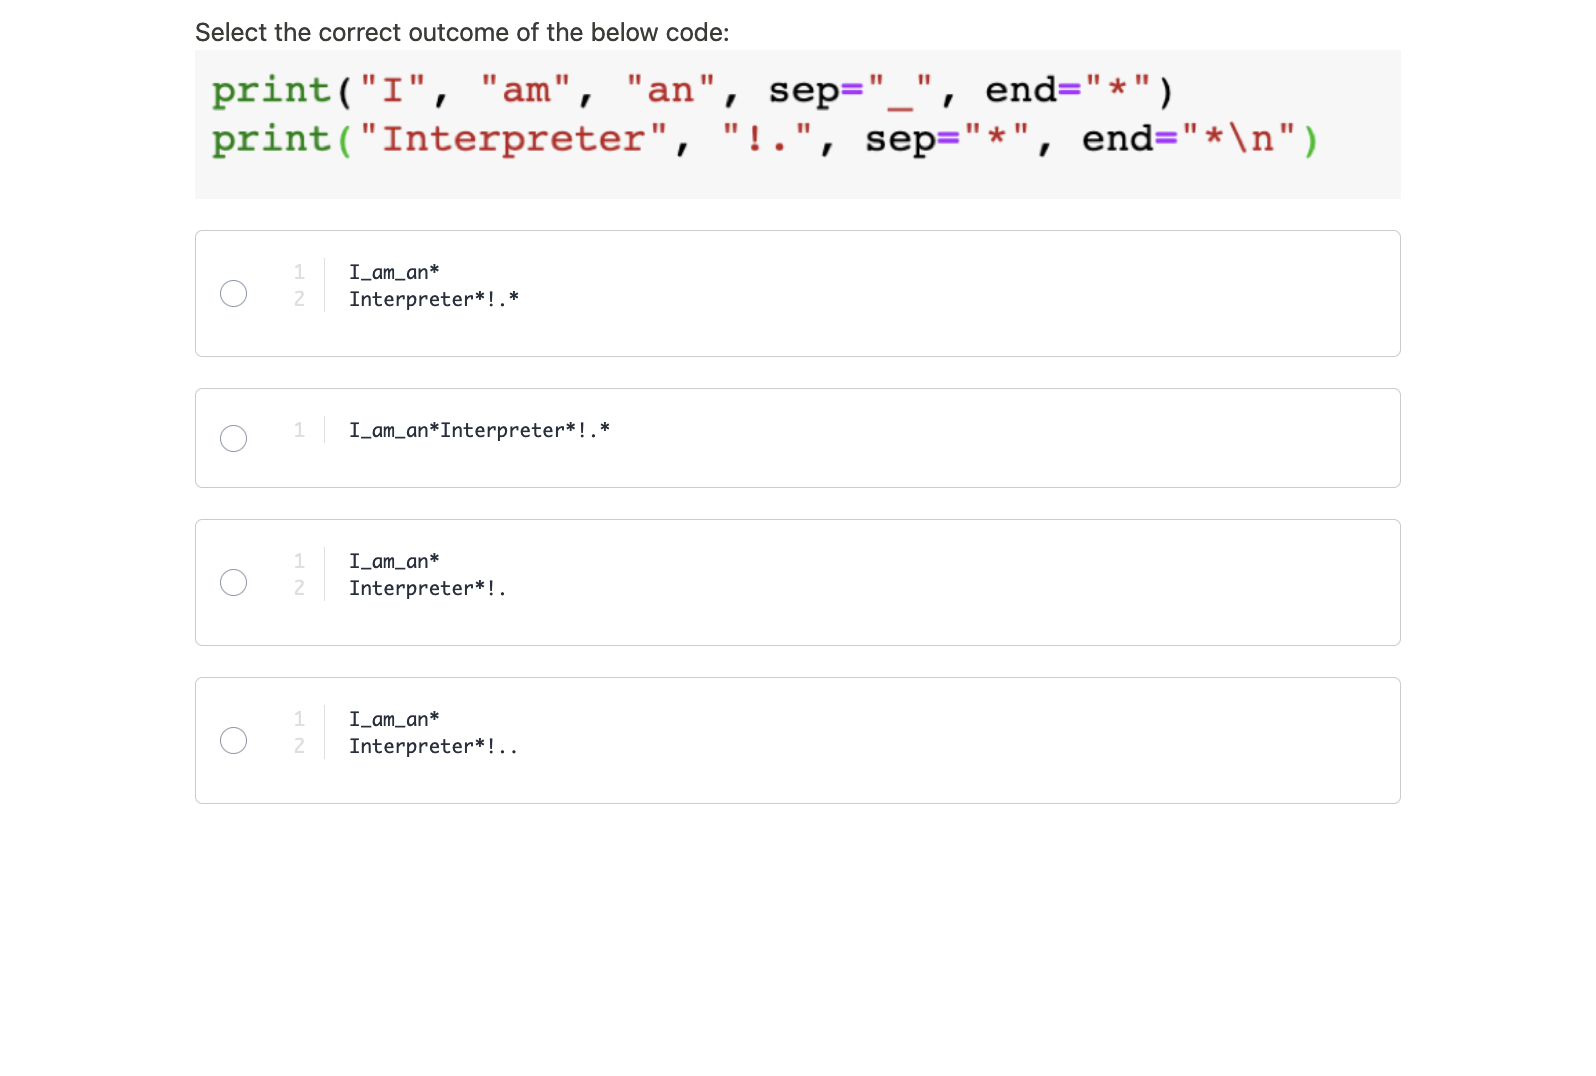 Select the correct outcome of the below code:
print("I", "am", "an", sep="_", end="*")
print("Interpreter", "!.", sep="*", end="*\n")
1 I_am_an*
2 Interpreter*!.*
1 I_am_an*Interpreter*!.*
1 I_am_an*
2 Interpreter*!.
1 I_am_an*
2 Interpreter*!..